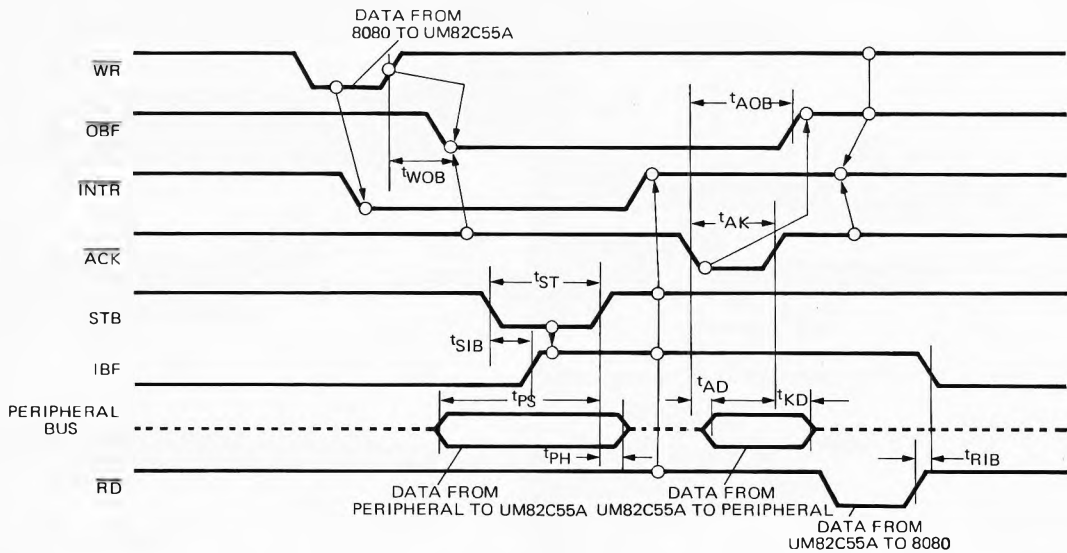 DATA FROM
8080 TO UM82C55A
WR
tAOB
OBF
tWOB
INTR
tAK
ACK
tST
STB
tSIB
IBF
tAD
tKD
tPS
PERIPHERAL
BUS
tPH
tRIB
RD
DATA FROM
PERIPHERAL TO UM82C55A
DATA FROM
UM82C55A TO PERIPHERAL
DATA FROM
UM82C55A TO 8080